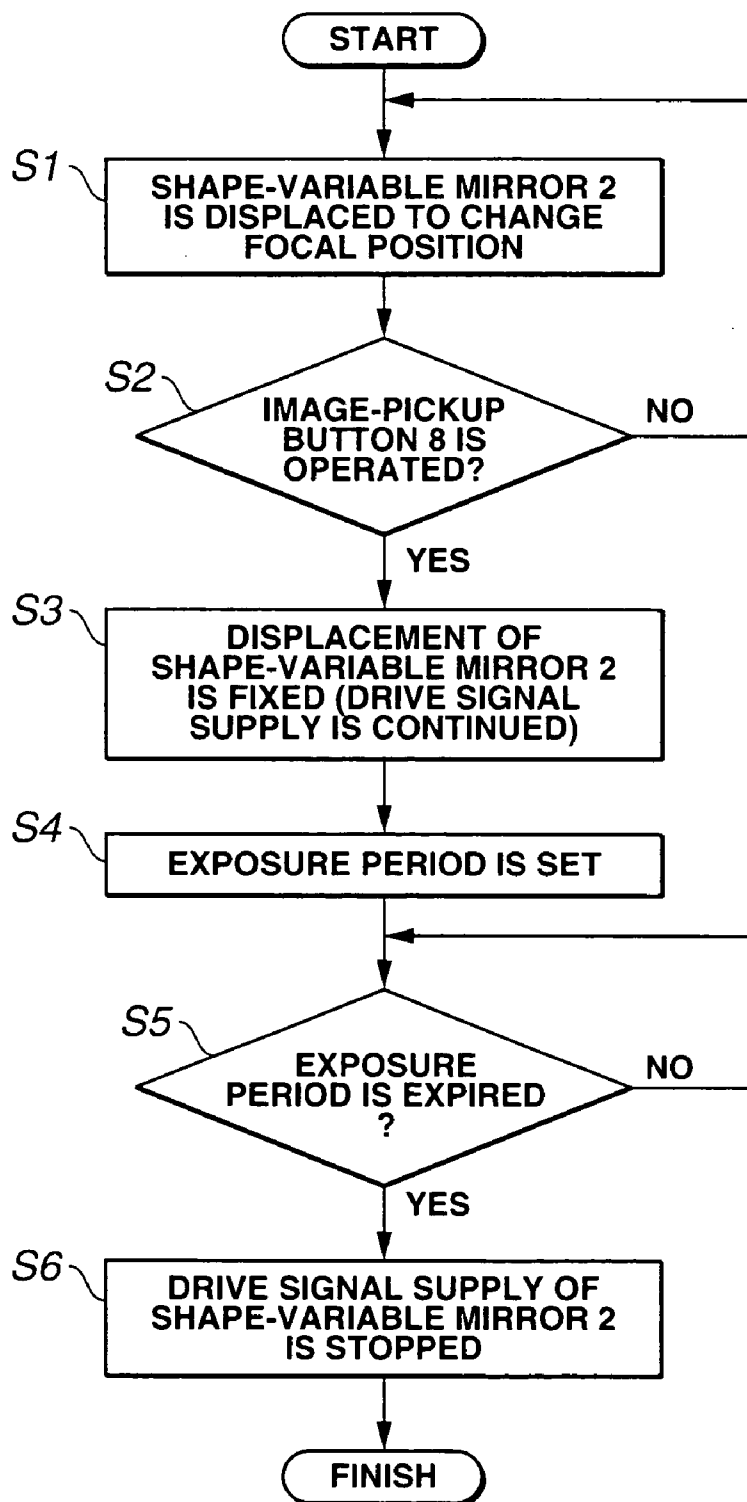 START
S1
SHAPE-VARIABLE MIRROR 2
IS DISPLACED TO CHANGE
FOCAL POSITION
S2
IMAGE-PICKUP
BUTTON 8 IS
OPERATED?
NO
YES
S3
DISPLACEMENT OF
SHAPE-VARIABLE MIRROR 2
IS FIXED (DRIVE SIGNAL
SUPPLY IS CONTINUED)
S4
EXPOSURE PERIOD IS SET
S5
EXPOSURE
PERIOD IS EXPIRED
?
NO
YES
S6
DRIVE SIGNAL SUPPLY OF
SHAPE-VARIABLE MIRROR 2
IS STOPPED
FINISH